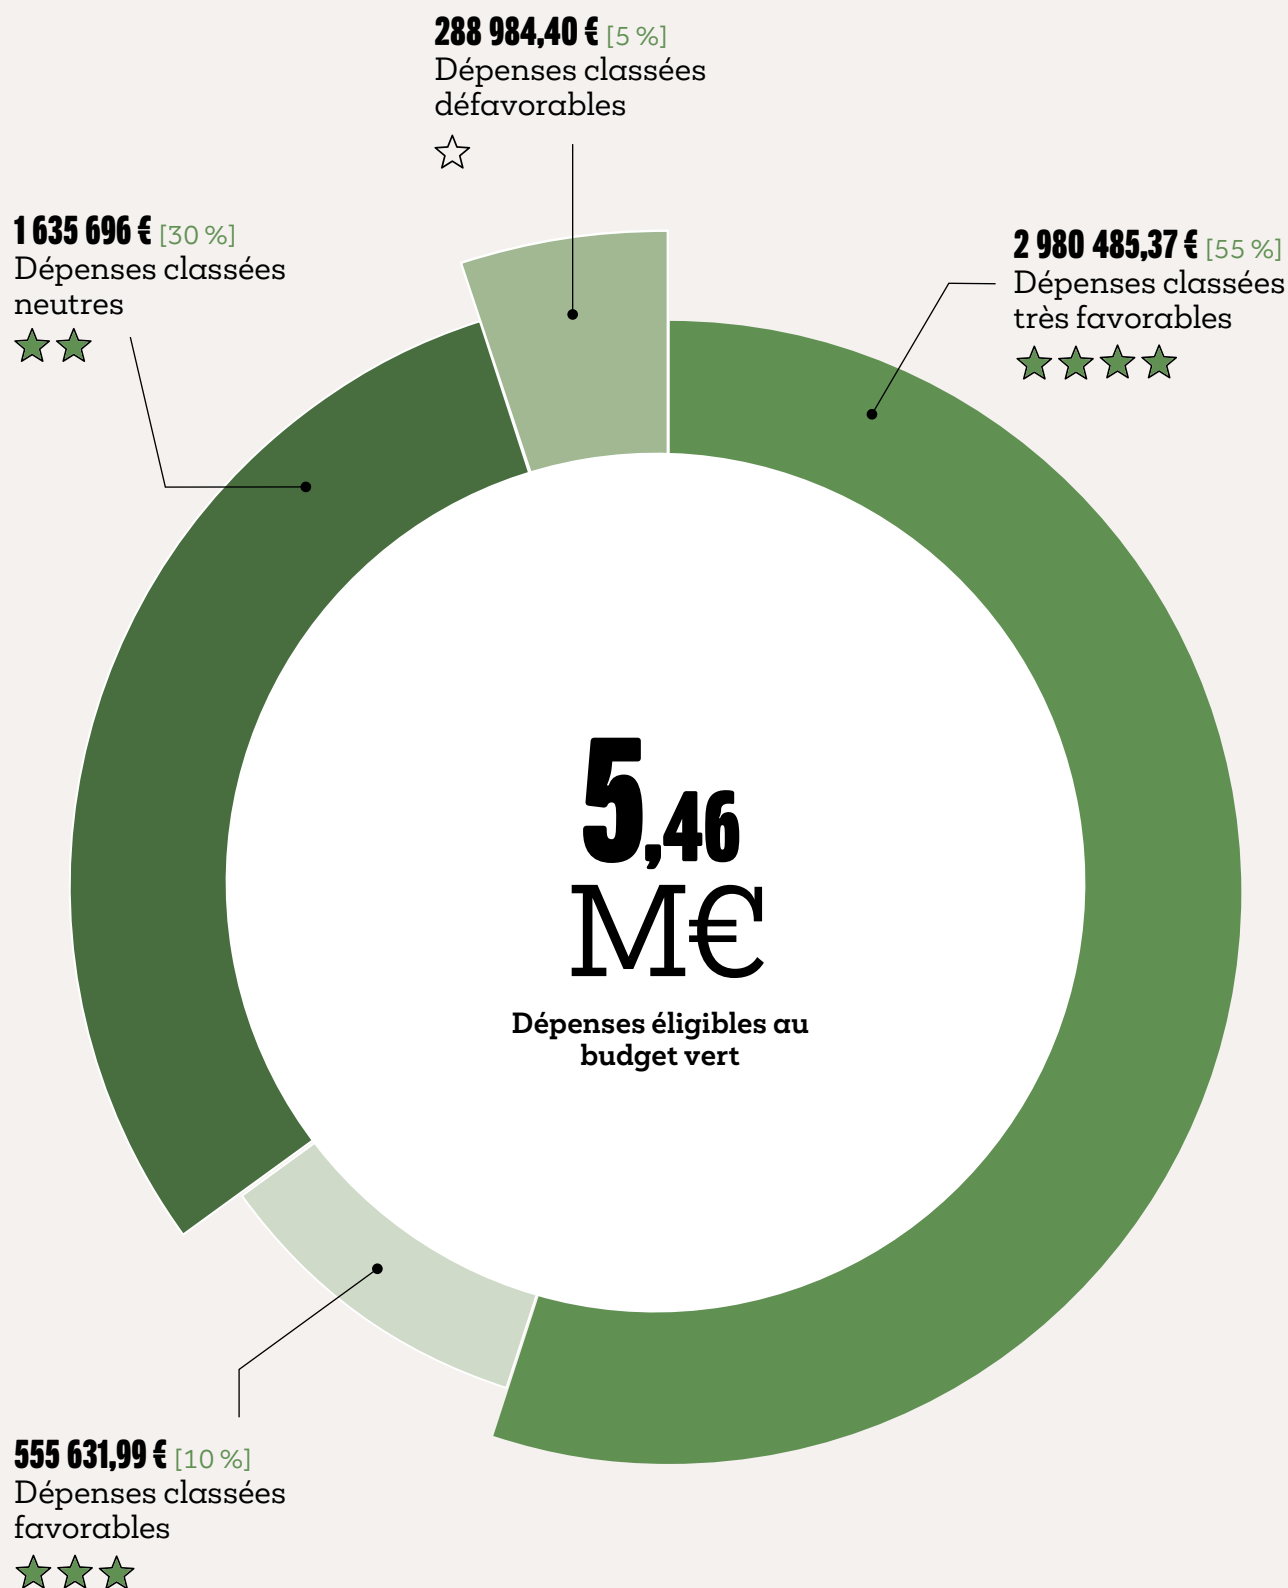 288 984,40 € [5 %]
Dépenses classées
défavorables
1 635 696 € [30 %]
Dépenses classées
neutres
2 980 485,37 € [55 %]
Dépenses classées
très favorables
5,46
M€
Dépenses éligibles au
budget vert
555 631,99 € [10 %]
Dépenses classées
favorables